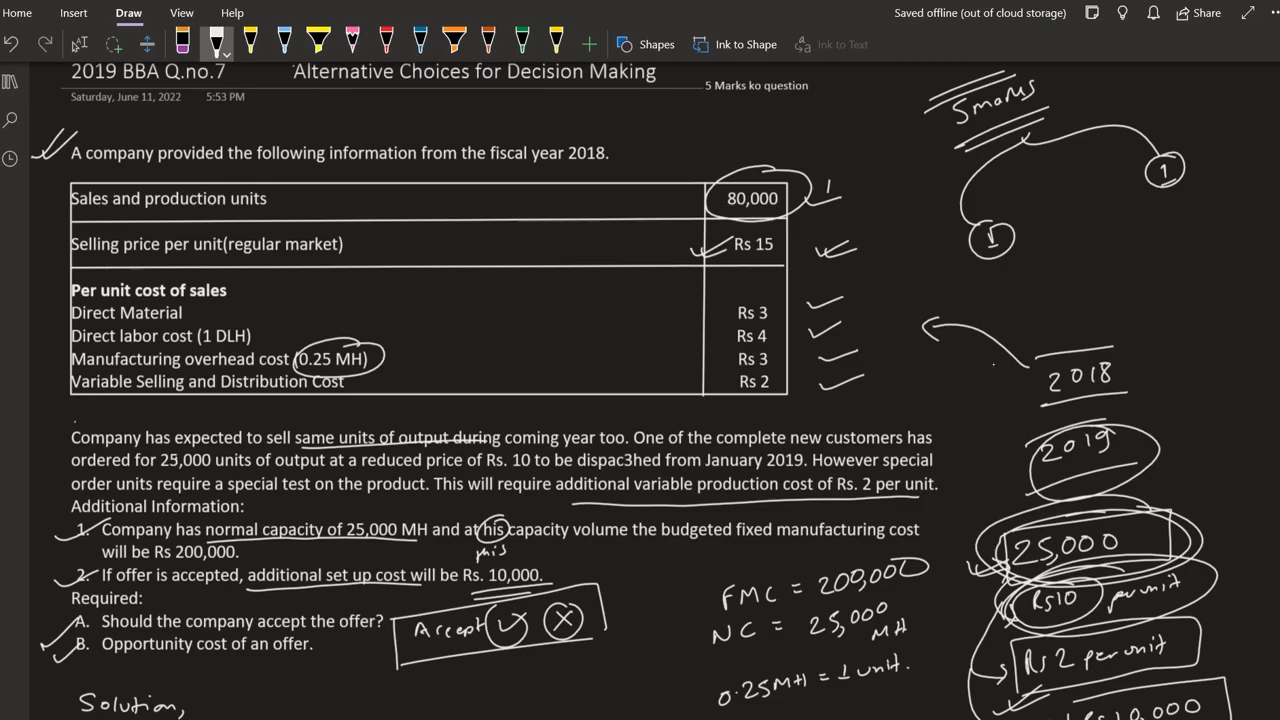 Home Insert Draw View Help Saved offline (out of cloud storage) Share
Shapes Ink to Shape Ink to Text
2019 BBA Q.no.7 Alternative Choices for Decision Making
5 Marks ko question
Saturday, June 11, 2022 5:53 PM
5 marks
1
1
A company provided the following information from the fiscal year 2018.
Sales and production units 80,000 1
Selling price per unit(regular market) Rs 15
Per unit cost of sales
Direct Material Rs 3
Direct labor cost (1 DLH) Rs 4
Manufacturing overhead cost (0.25 MH) Rs 3
Variable Selling and Distribution Cost Rs 2
2018
2019
25,000
Rs10 per unit
Rs 2 per unit
Rs 10,000
Company has expected to sell same units of output during coming year too. One of the complete new customers has
ordered for 25,000 units of output at a reduced price of Rs. 10 to be dispac3hed from January 2019. However special
order units require a special test on the product. This will require additional variable production cost of Rs. 2 per unit.
Additional Information:
1. Company has normal capacity of 25,000 MH and at his capacity volume the budgeted fixed manufacturing cost
this
will be Rs 200,000.
2. If offer is accepted, additional set up cost will be Rs. 10,000.
Required:
A. Should the company accept the offer?
B. Opportunity cost of an offer.
Accept
FMC = 200,000
NC = 25,000
MH
0.25MH = 1 unit.
Solution,